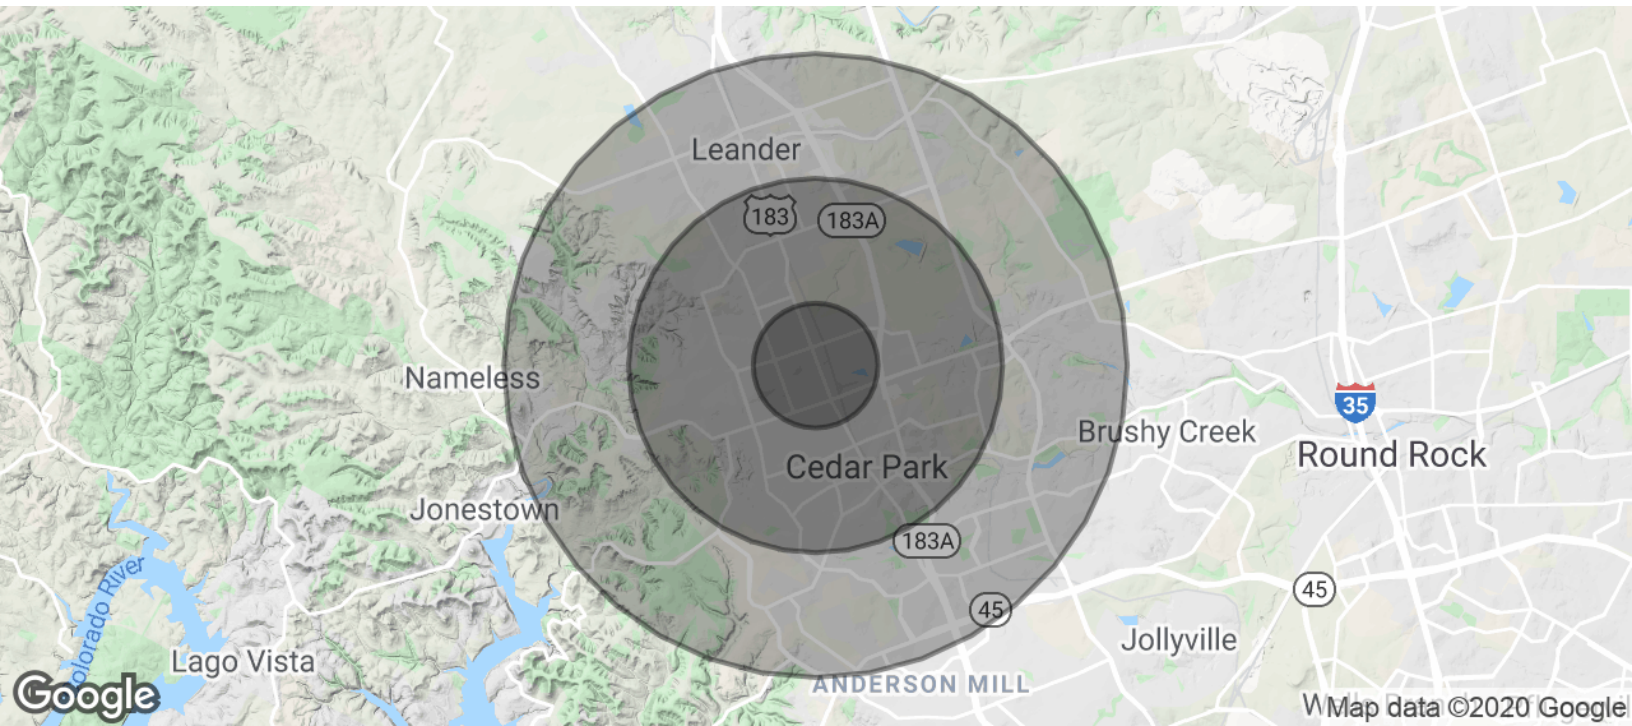 Leander
183
183A
Nameless
35
Brushy Creek
Round Rock
Cedar Park
Jonestown
183A
Colorado River
45
45
Jollyville
Lago Vista
ANDERSON MILL
Google
Map data ©2020 Google